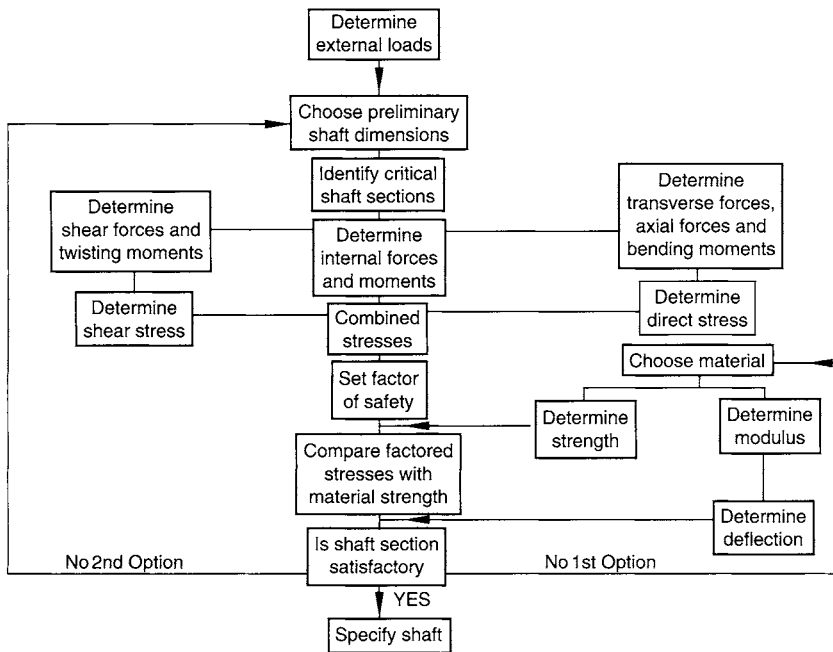 Determine
external loads
Choose preliminary
shaft dimensions
Identify critical
shaft sections
Determine
shear forces and
twisting moments
Determine
internal forces
and moments
Determine
transverse forces,
axial forces and
bending moments
Determine
shear stress
Combined
stresses
Determine
direct stress
Choose material
Set factor
of safety
Determine
strength
Determine
modulus
Compare factored
stresses with
material strength
Determine
deflection
No 2nd Option
Is shaft section
satisfactory
No 1st Option
YES
Specify shaft